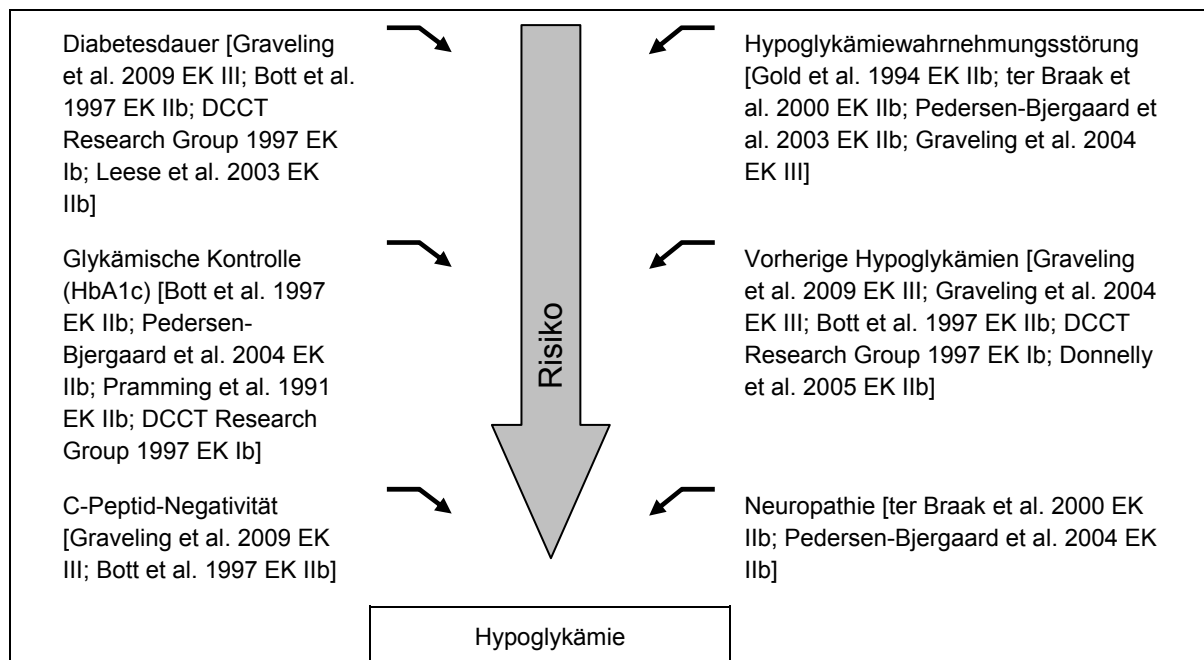 Diabetesdauer [Graveling
et al. 2009 EK III; Bott et al.
1997 EK IIb; DCCT
Research Group 1997 EK
Ib; Leese et al. 2003 EK
IIb]
Hypoglykämiewahrnehmungsstörung
[Gold et al. 1994 EK IIb; ter Braak et
al. 2000 EK IIb; Pedersen-Bjergaard et
al. 2003 EK IIb; Graveling et al. 2004
EK III]
Glykämische Kontrolle
(HbA1c) [Bott et al. 1997
EK IIb; Pedersen-
Bjergaard et al. 2004 EK
IIb; Pramming et al. 1991
EK IIb; DCCT Research
Group 1997 EK Ib]
Risiko
Vorherige Hypoglykämien [Graveling
et al. 2009 EK III; Graveling et al. 2004
EK III; Bott et al. 1997 EK IIb; DCCT
Research Group 1997 EK Ib; Donnelly
et al. 2005 EK IIb]
C-Peptid-Negativität
[Graveling et al. 2009 EK
III; Bott et al. 1997 EK IIb]
Neuropathie [ter Braak et al. 2000 EK
IIb; Pedersen-Bjergaard et al. 2004 EK
IIb]
Hypoglykämie